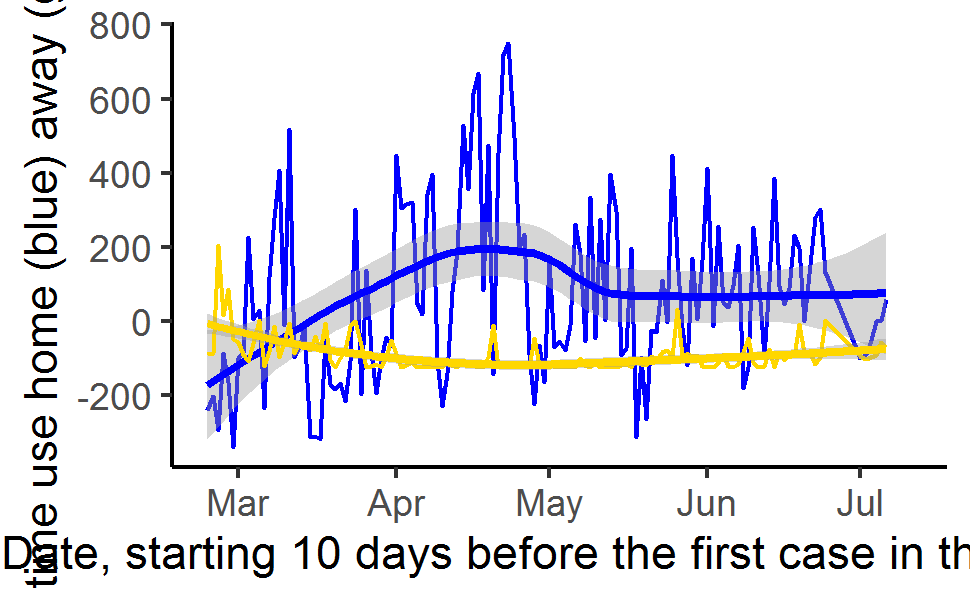 time use home (blue) away (
800
600
400
200
0
-200
Mar Apr May Jun Jul
Date, starting 10 days before the first case in th